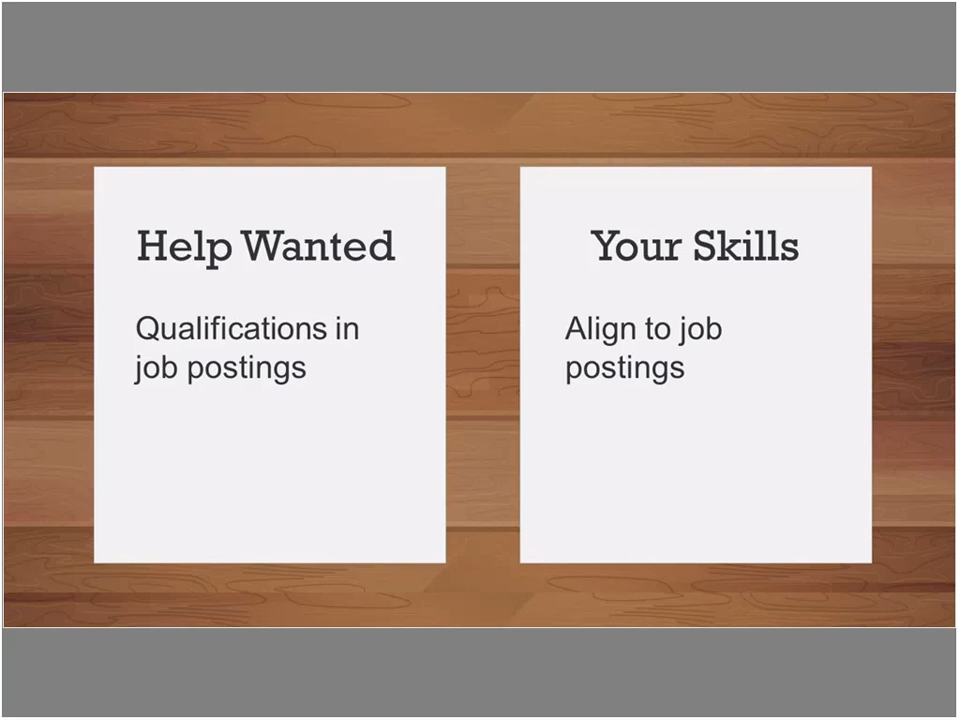 Help Wanted
Qualifications in
job postings
Your Skills
Align to job
postings